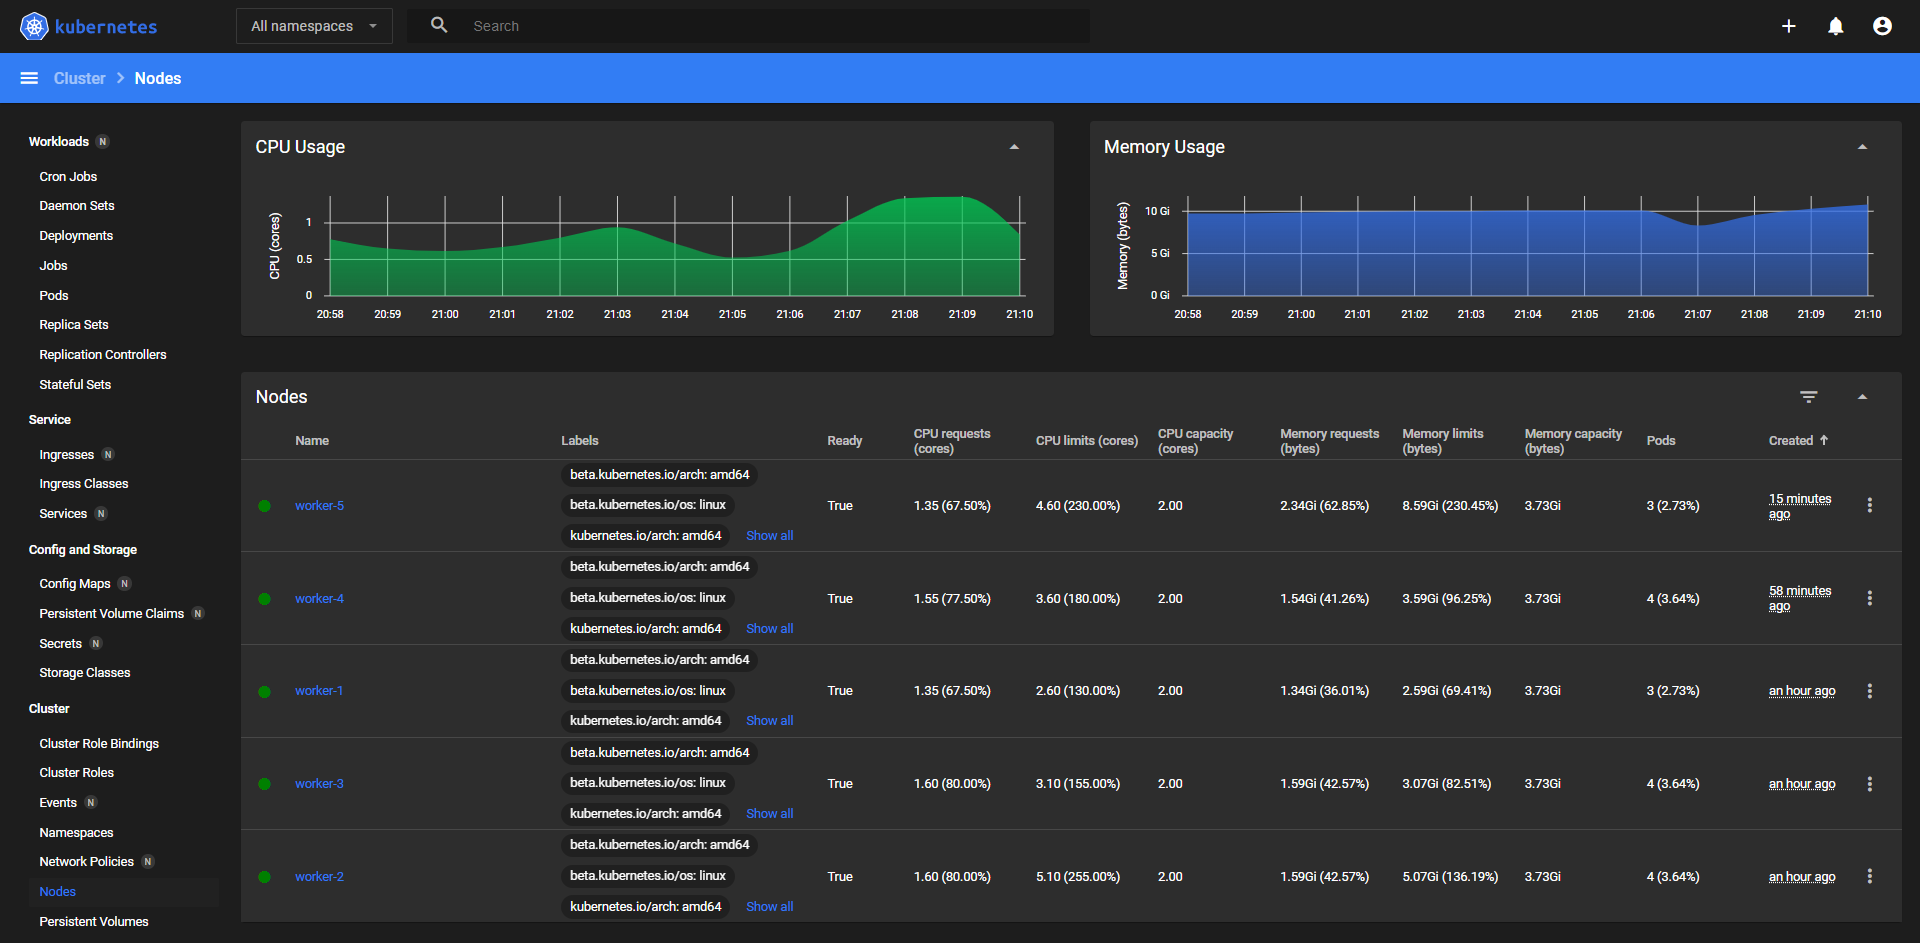 kubernetes
All namespaces
Search
Cluster > Nodes
Workloads N
Cron Jobs
Daemon Sets
Deployments
Jobs
Pods
Replica Sets
Replication Controllers
Stateful Sets
Service
Ingresses N
Ingress Classes
Services N
Config and Storage
Config Maps N
Persistent Volume Claims N
Secrets N
Storage Classes
Cluster
Cluster Role Bindings
Cluster Roles
Events N
Namespaces
Network Policies N
Nodes
Persistent Volumes
CPU Usage
CPU (cores)
1
0.5
0
20:58 20:59 21:00 21:01 21:02 21:03 21:04 21:05 21:06 21:07 21:08 21:09 21:10
Memory Usage
Memory (bytes)
10 Gi
5 Gi
0 Gi
20:58 20:59 21:00 21:01 21:02 21:03 21:04 21:05 21:06 21:07 21:08 21:09 21:10
Nodes
Name Labels Ready CPU requests (cores) CPU limits (cores) CPU capacity (cores) Memory requests (bytes) Memory limits (bytes) Memory capacity (bytes) Pods Created
beta.kubernetes.io/arch: amd64
worker-5 beta.kubernetes.io/os: linux True 1.35 (67.50%) 4.60 (230.00%) 2.00 2.34Gi (62.85%) 8.59Gi (230.45%) 3.73Gi 3 (2.73%) 15 minutes ago
kubernetes.io/arch: amd64 Show all
beta.kubernetes.io/arch: amd64
worker-4 beta.kubernetes.io/os: linux True 1.55 (77.50%) 3.60 (180.00%) 2.00 1.54Gi (41.26%) 3.59Gi (96.25%) 3.73Gi 4 (3.64%) 58 minutes ago
kubernetes.io/arch: amd64 Show all
beta.kubernetes.io/arch: amd64
worker-1 beta.kubernetes.io/os: linux True 1.35 (67.50%) 2.60 (130.00%) 2.00 1.34Gi (36.01%) 2.59Gi (69.41%) 3.73Gi 3 (2.73%) an hour ago
kubernetes.io/arch: amd64 Show all
beta.kubernetes.io/arch: amd64
worker-3 beta.kubernetes.io/os: linux True 1.60 (80.00%) 3.10 (155.00%) 2.00 1.59Gi (42.57%) 3.07Gi (82.51%) 3.73Gi 4 (3.64%) an hour ago
kubernetes.io/arch: amd64 Show all
beta.kubernetes.io/arch: amd64
worker-2 beta.kubernetes.io/os: linux True 1.60 (80.00%) 5.10 (255.00%) 2.00 1.59Gi (42.57%) 5.07Gi (136.19%) 3.73Gi 4 (3.64%) an hour ago
kubernetes.io/arch: amd64 Show all